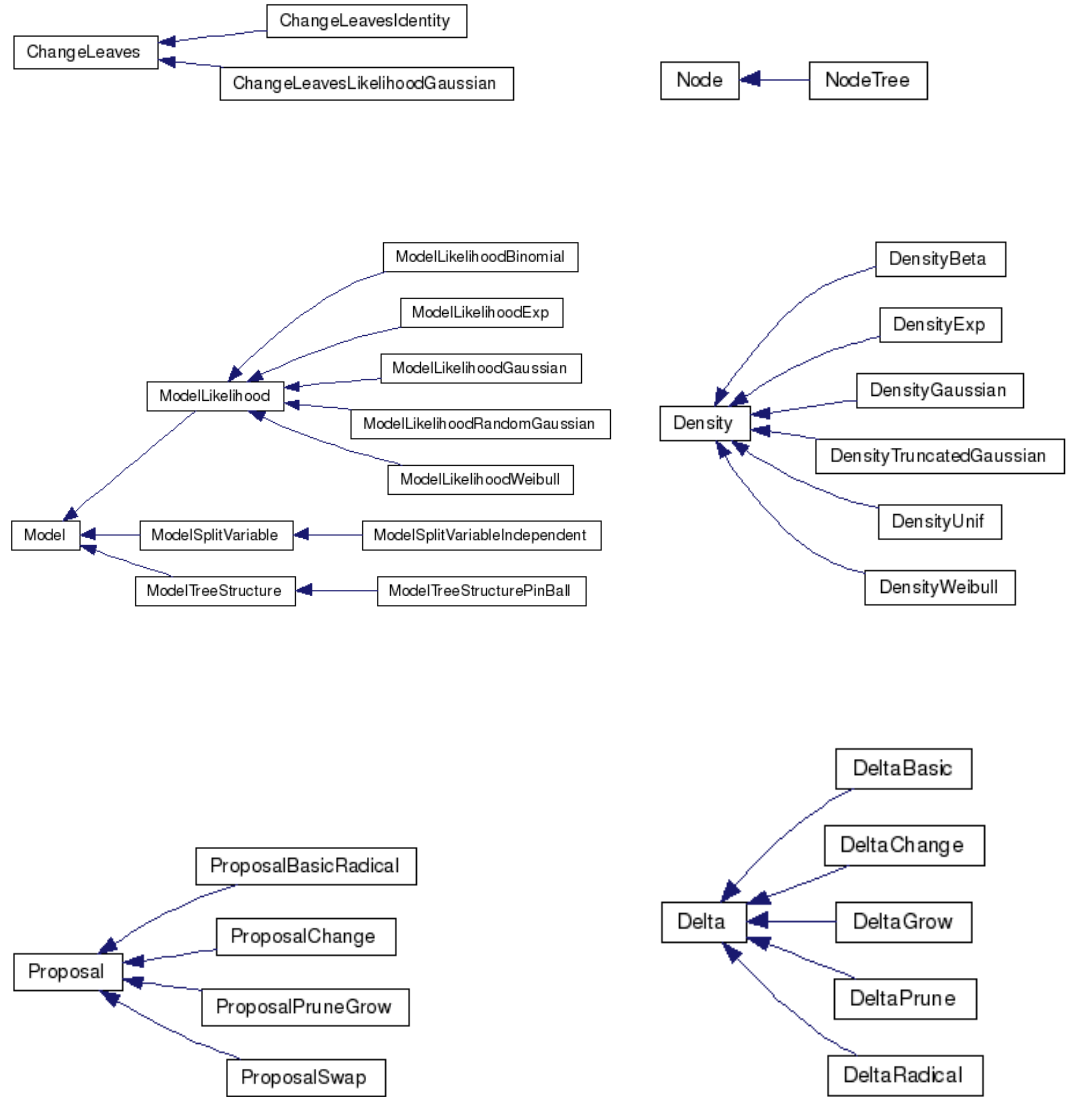 ChangeLeavesIdentity
ChangeLeaves
ChangeLeavesLikelihoodGaussian
Node
NodeTree
ModelLikelihoodBinomial
ModelLikelihoodExp
ModelLikelihoodGaussian
ModelLikelihood
ModelLikelihoodRandomGaussian
ModelLikelihoodWeibull
Model
ModelSplitVariable
ModelSplitVariableIndependent
ModelTreeStructure
ModelTreeStructurePinBall
DensityBeta
DensityExp
DensityGaussian
Density
DensityTruncatedGaussian
DensityUnif
DensityWeibull
ProposalBasicRadical
ProposalChange
Proposal
ProposalPruneGrow
ProposalSwap
DeltaBasic
DeltaChange
Delta
DeltaGrow
DeltaPrune
DeltaRadical